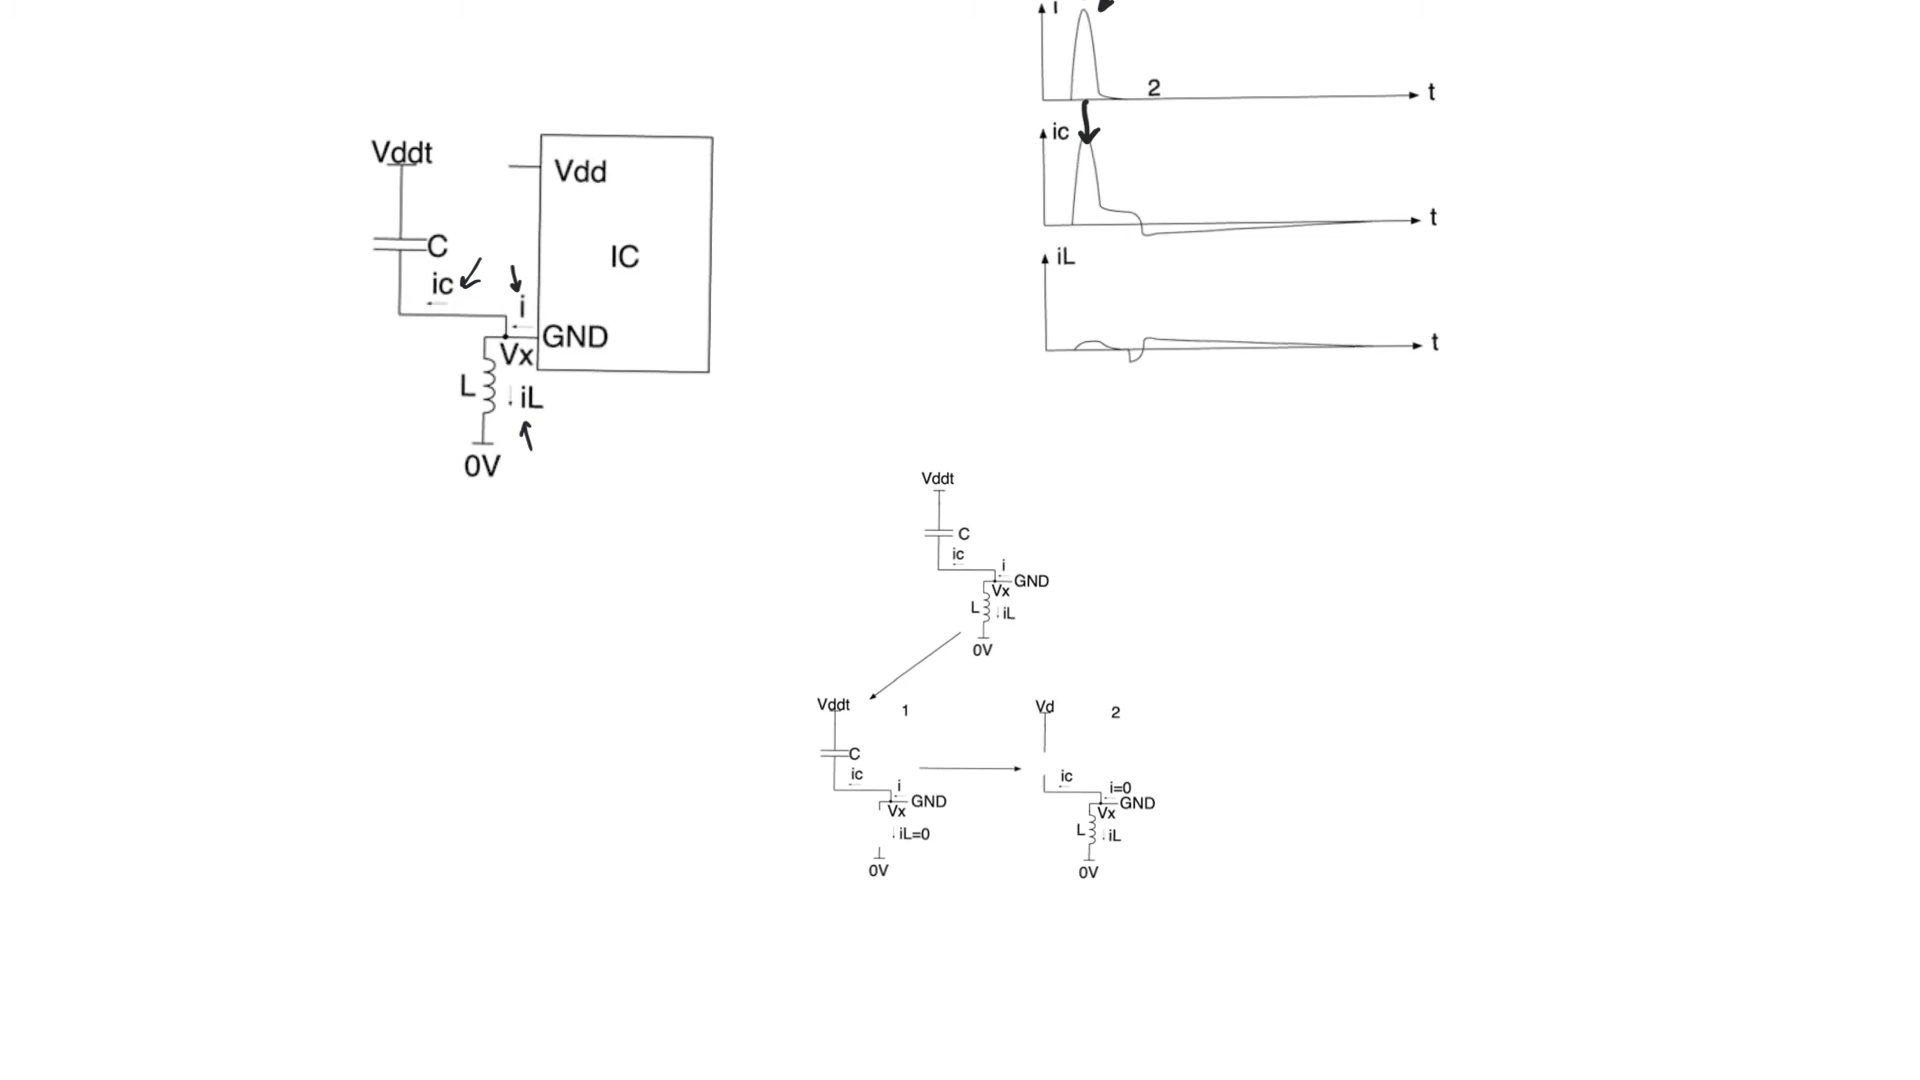 Vddt
C
ic
i
Vdd
IC
GND
Vx
L
iL
0V
i
2
t
ic
t
iL
t
Vddt
C
ic
i
GND
Vx
L
iL
0V
Vddt
1
C
ic
i
GND
Vx
iL=0
0V
Vd
2
ic
i=0
GND
Vx
L
iL
0V